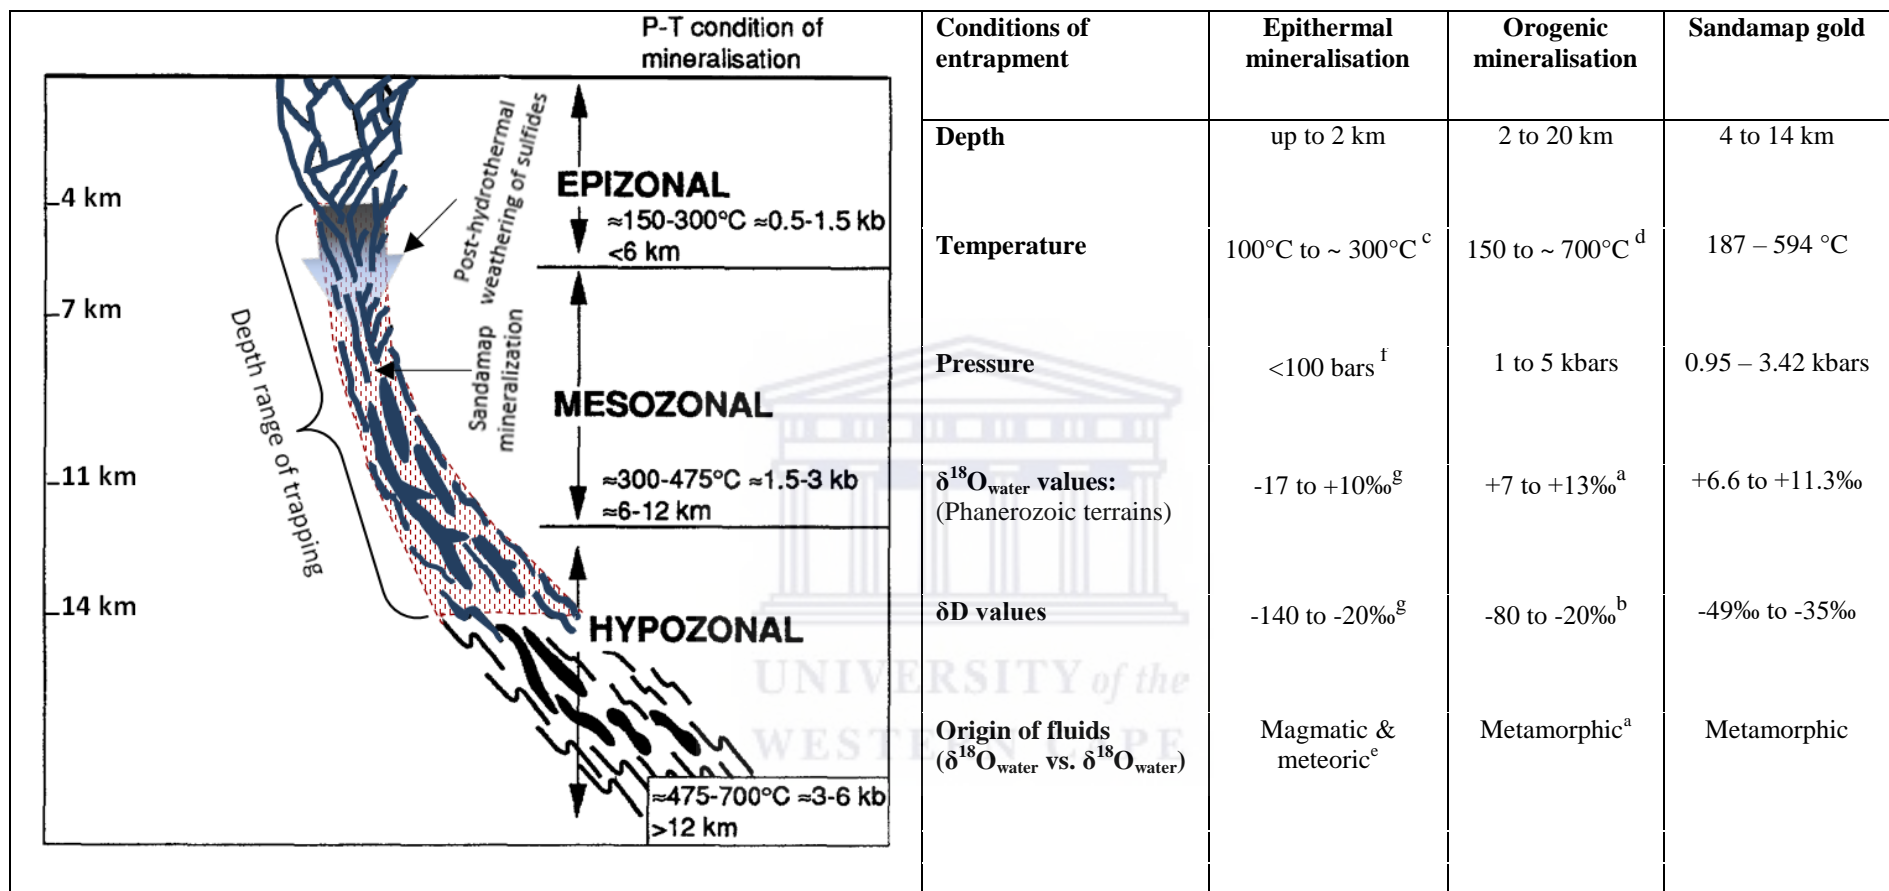 P-T condition of
mineralisation
4 km
7 km
11 km
14 km
Depth range of trapping
Post-hydrothermal
weathering of sulfides
Sandamap
mineralization
EPIZONAL
≈150-300°C ≈0.5-1.5 kb
<6 km
MESOZONAL
≈300-475°C ≈1.5-3 kb
≈6-12 km
HYPOZONAL
≈475-700°C ≈3-6 kb
>12 km
Conditions of entrapment | Epithermal mineralisation | Orogenic mineralisation | Sandamap gold
Depth | up to 2 km | 2 to 20 km | 4 to 14 km
Temperature | 100°C to ~ 300°C c | 150 to ~ 700°C d | 187 – 594 °C
Pressure | <100 bars f | 1 to 5 kbars | 0.95 – 3.42 kbars
δ18Owater values: (Phanerozoic terrains) | -17 to +10‰g | +7 to +13‰a | +6.6 to +11.3‰
δD values | -140 to -20‰g | -80 to -20‰b | -49‰ to -35‰
Origin of fluids (δ18Owater vs. δ18Owater) | Magmatic & meteorice | Metamorphica | Metamorphic
UNIVERSITY of the
WESTERN CAPE